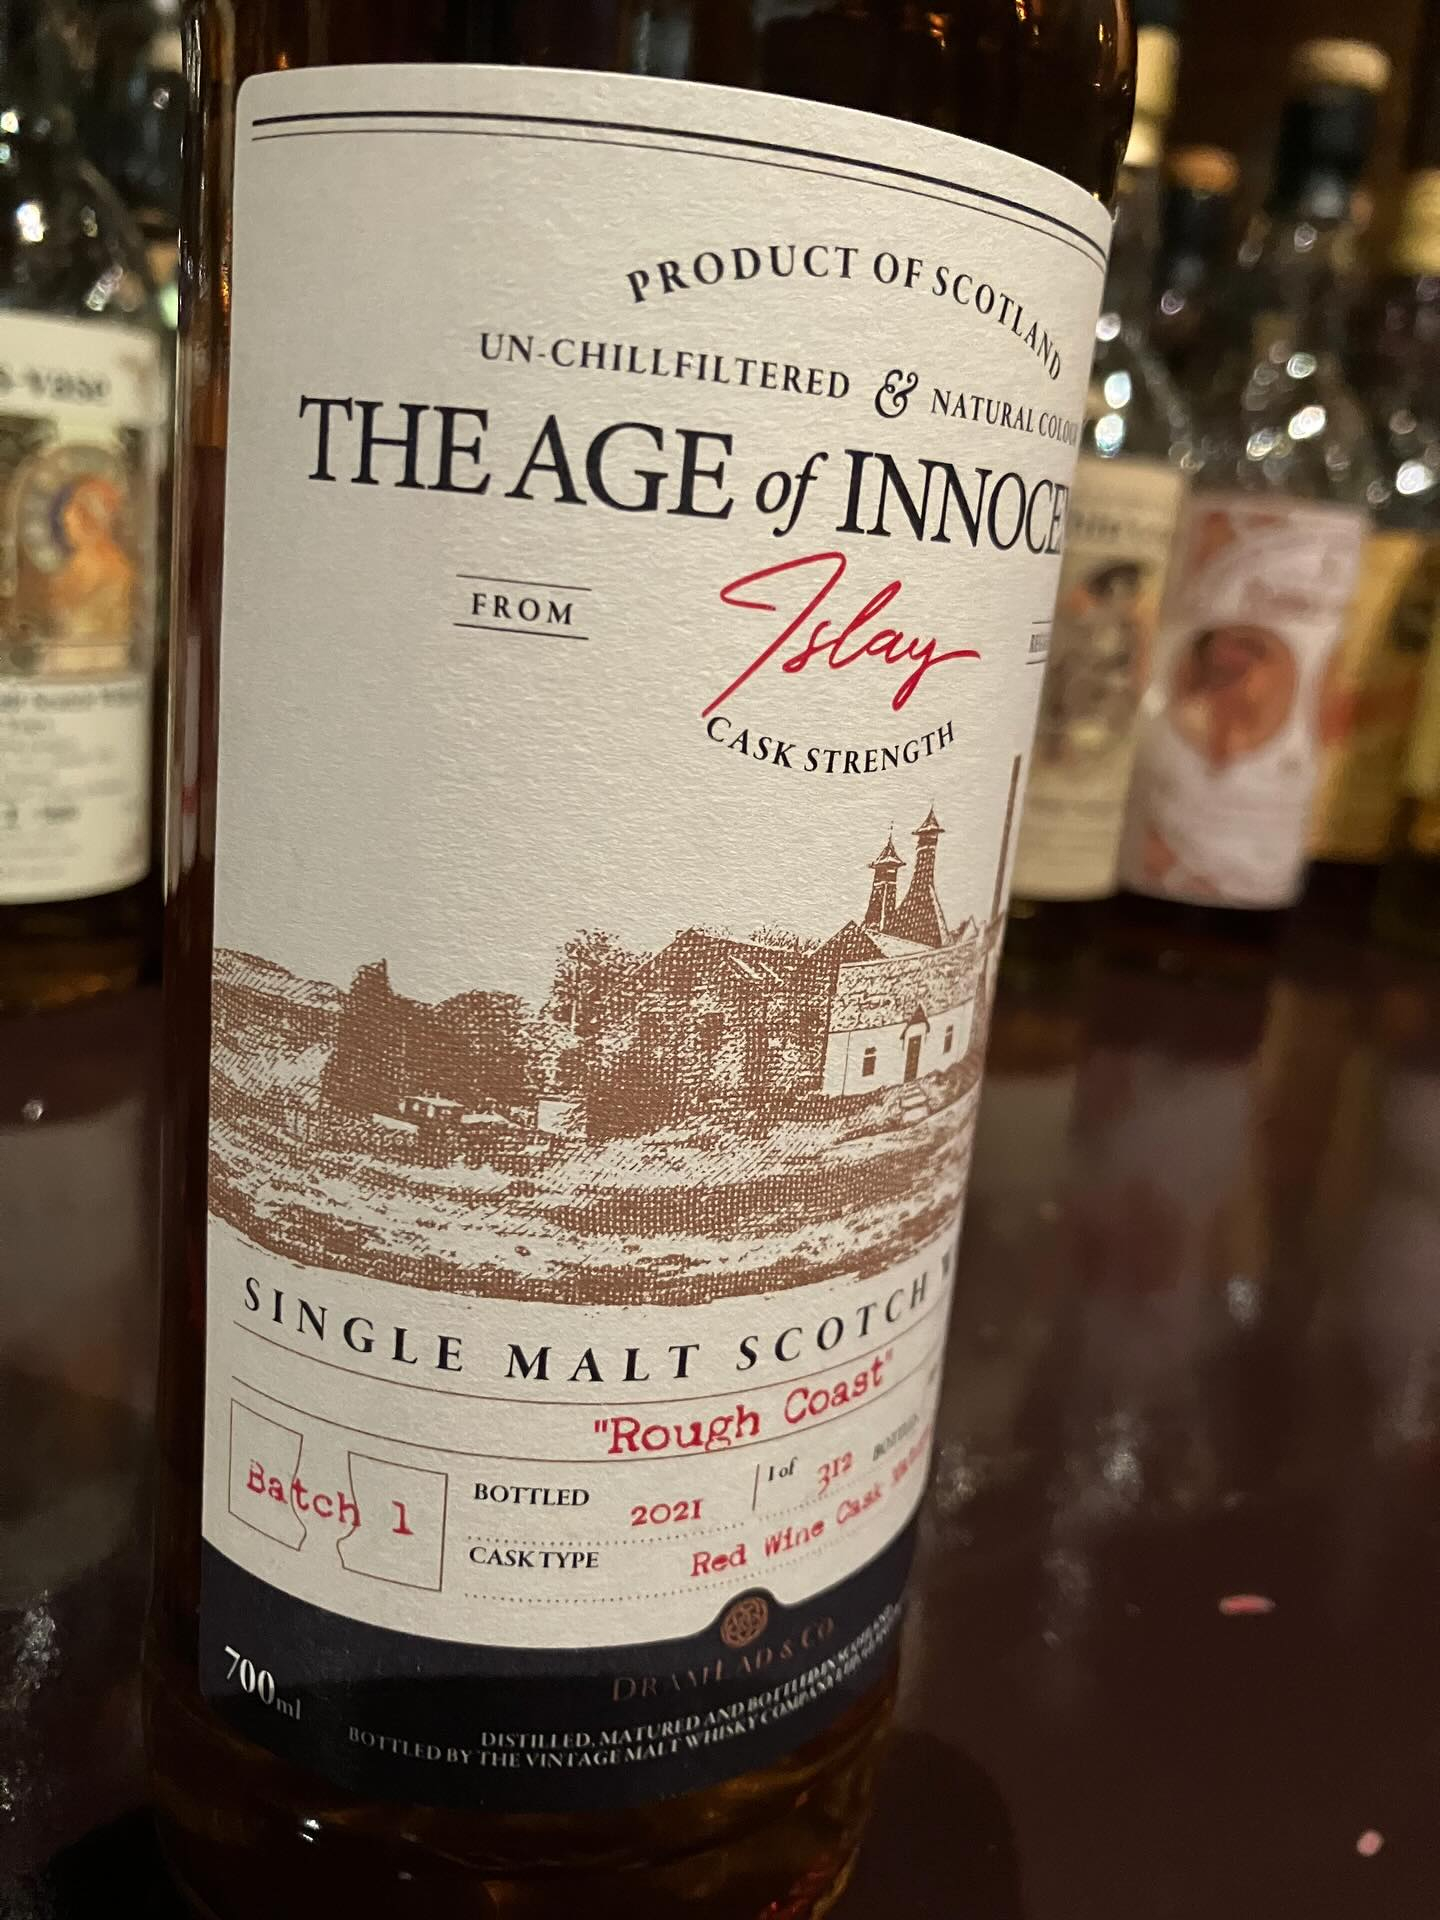 PRODUCT OF SCOTLAND
UN-CHILLFILTERED & NATURAL COLOU
THE AGE of INNOCE
FROM
Islay
CASK STRENGTH
SINGLE MALT SCOTCH W
"Rough Coast"
Batch 1
BOTTLED 2021 1 of 312
CASK TYPE Red Wine Cask
DRAMLAD & CO
700ml
DISTILLED, MATURED AND BOTTLED IN SCOTLAND
BOTTLED BY THE VINTAGE MALT WHISKY COMPANY